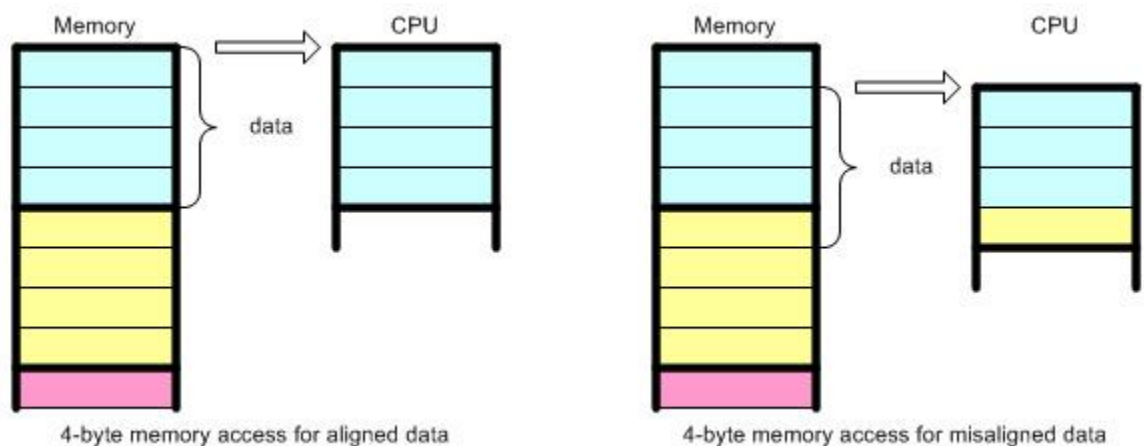 Memory
CPU
data
4-byte memory access for aligned data
Memory
CPU
data
4-byte memory access for misaligned data